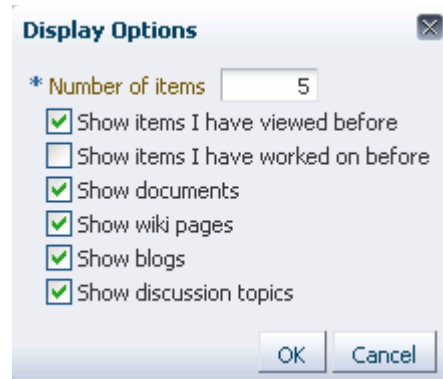 Display Options
* Number of items 5
Show items I have viewed before
Show items I have worked on before
Show documents
Show wiki pages
Show blogs
Show discussion topics
OK Cancel